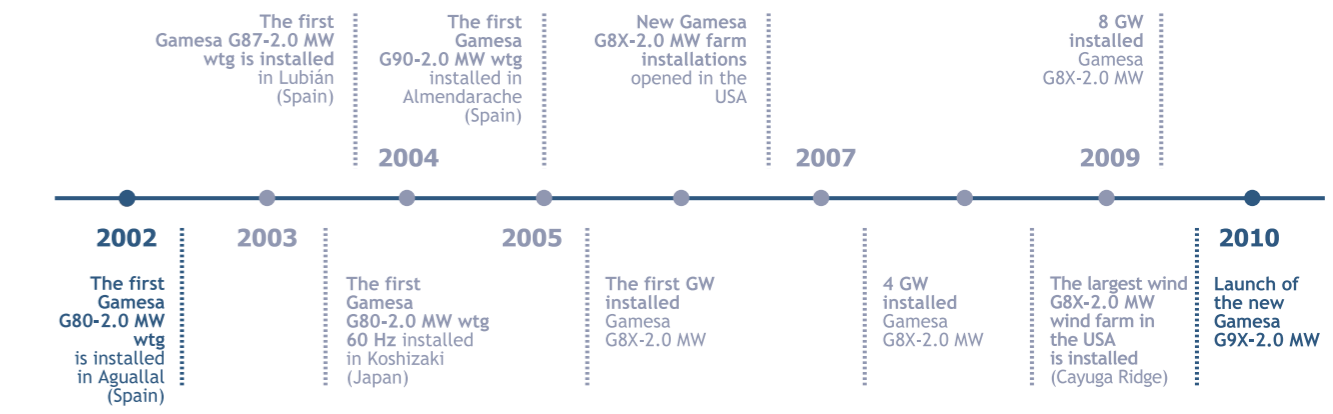 The first
Gamesa G87-2.0 MW
wtg is installed
in Lubián
(Spain)
The first
Gamesa
G90-2.0 MW wtg
installed in
Almendarache
(Spain)
New Gamesa
G8X-2.0 MW farm
installations
opened in the
USA
8 GW
installed
Gamesa
G8X-2.0 MW
2004
2007
2009
2002
2003
2005
2010
The first
Gamesa
G80-2.0 MW
wtg
is installed
in Aguallal
(Spain)
The first
Gamesa
G80-2.0 MW wtg
60 Hz installed
in Koshizaki
(Japan)
The first GW
installed
Gamesa
G8X-2.0 MW
4 GW
installed
Gamesa
G8X-2.0 MW
The largest wind
G8X-2.0 MW
wind farm in
the USA
is installed
(Cayuga Ridge)
Launch of
the new
Gamesa
G9X-2.0 MW